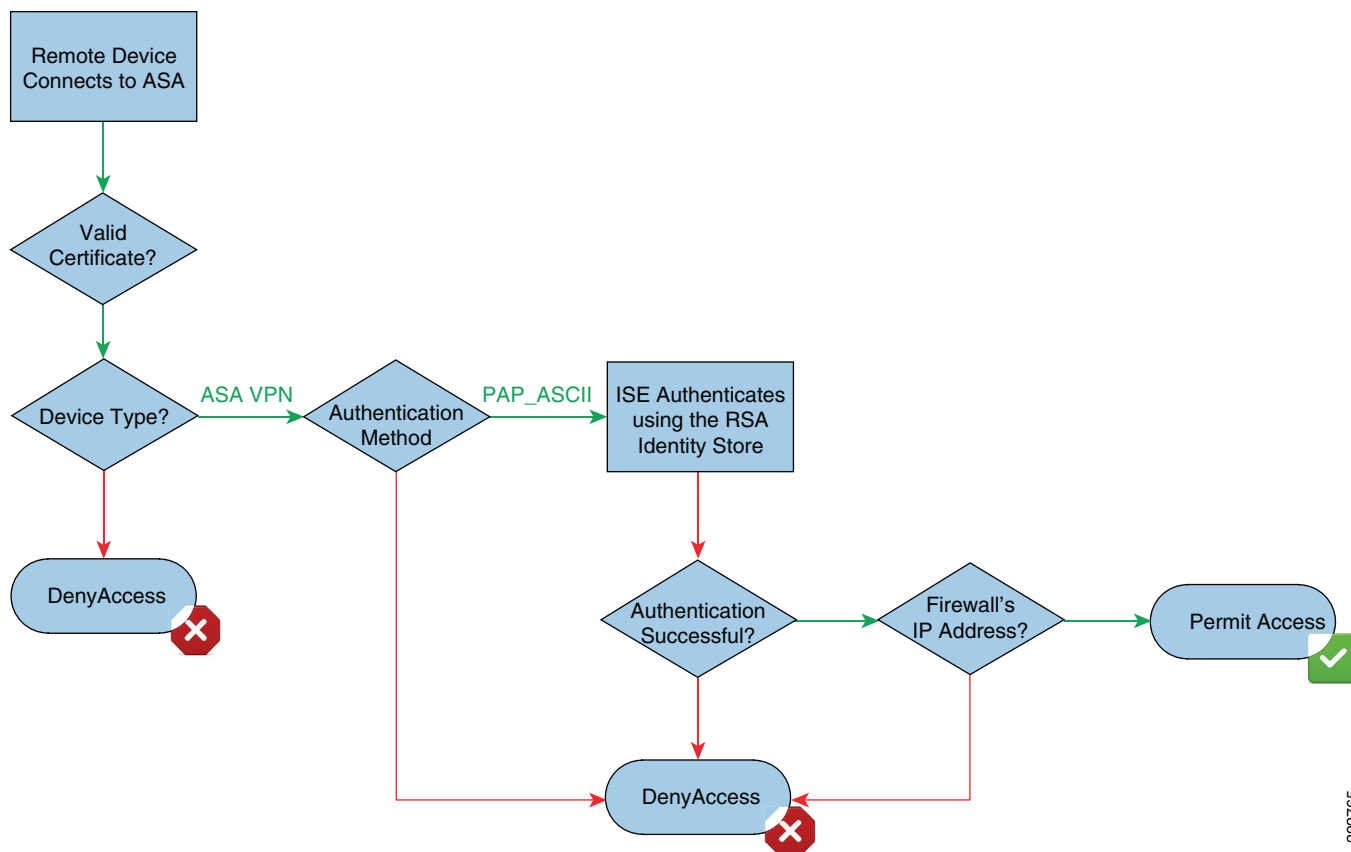 Remote Device
Connects to ASA
Valid
Certificate?
Device Type?
ASA VPN
Authentication
Method
PAP_ASCII
ISE Authenticates
using the RSA
Identity Store
DenyAccess
Authentication
Successful?
Firewall's
IP Address?
Permit Access
DenyAccess